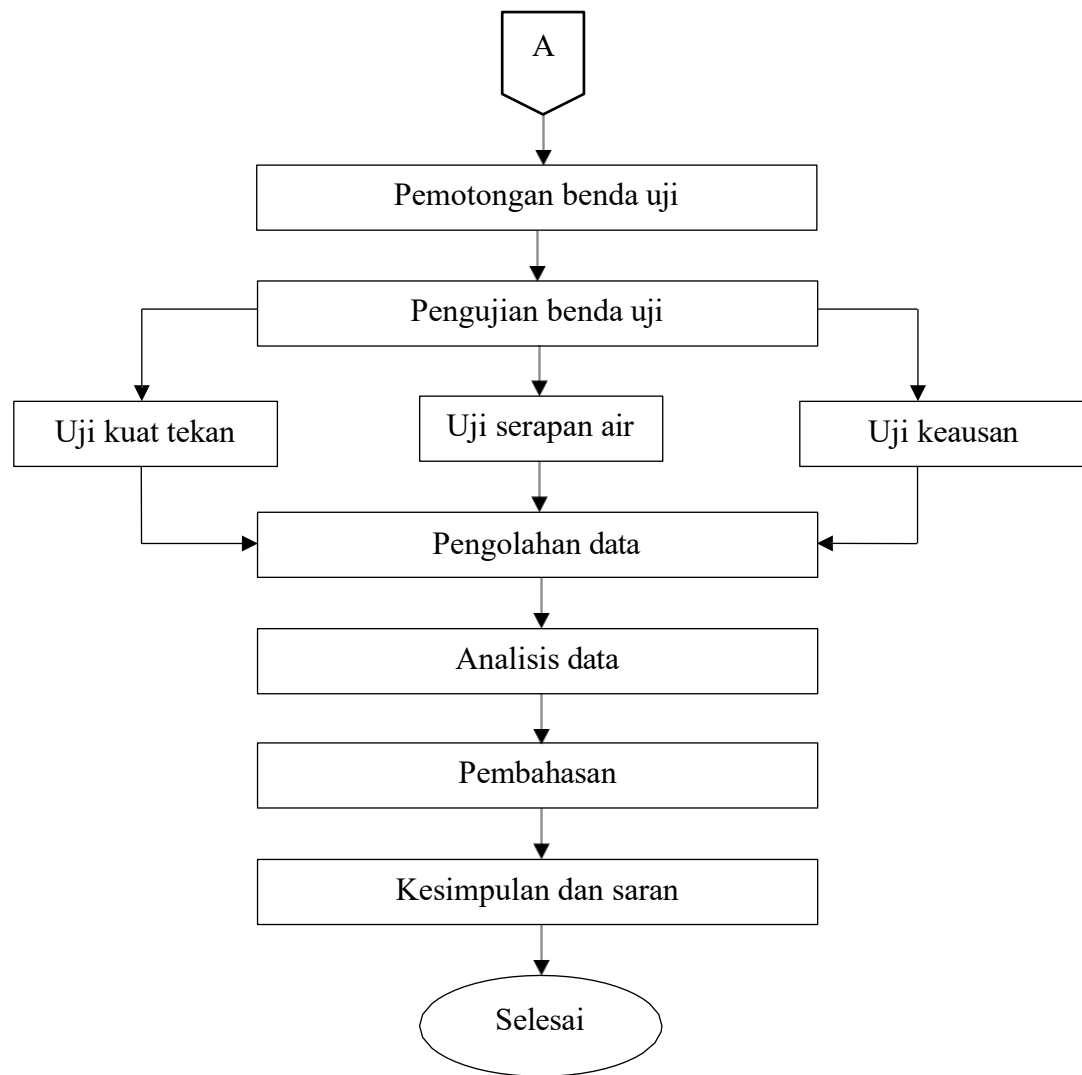 A
Pemotongan benda uji
Pengujian benda uji
Uji kuat tekan
Uji serapan air
Uji keausan
Pengolahan data
Analisis data
Pembahasan
Kesimpulan dan saran
Selesai